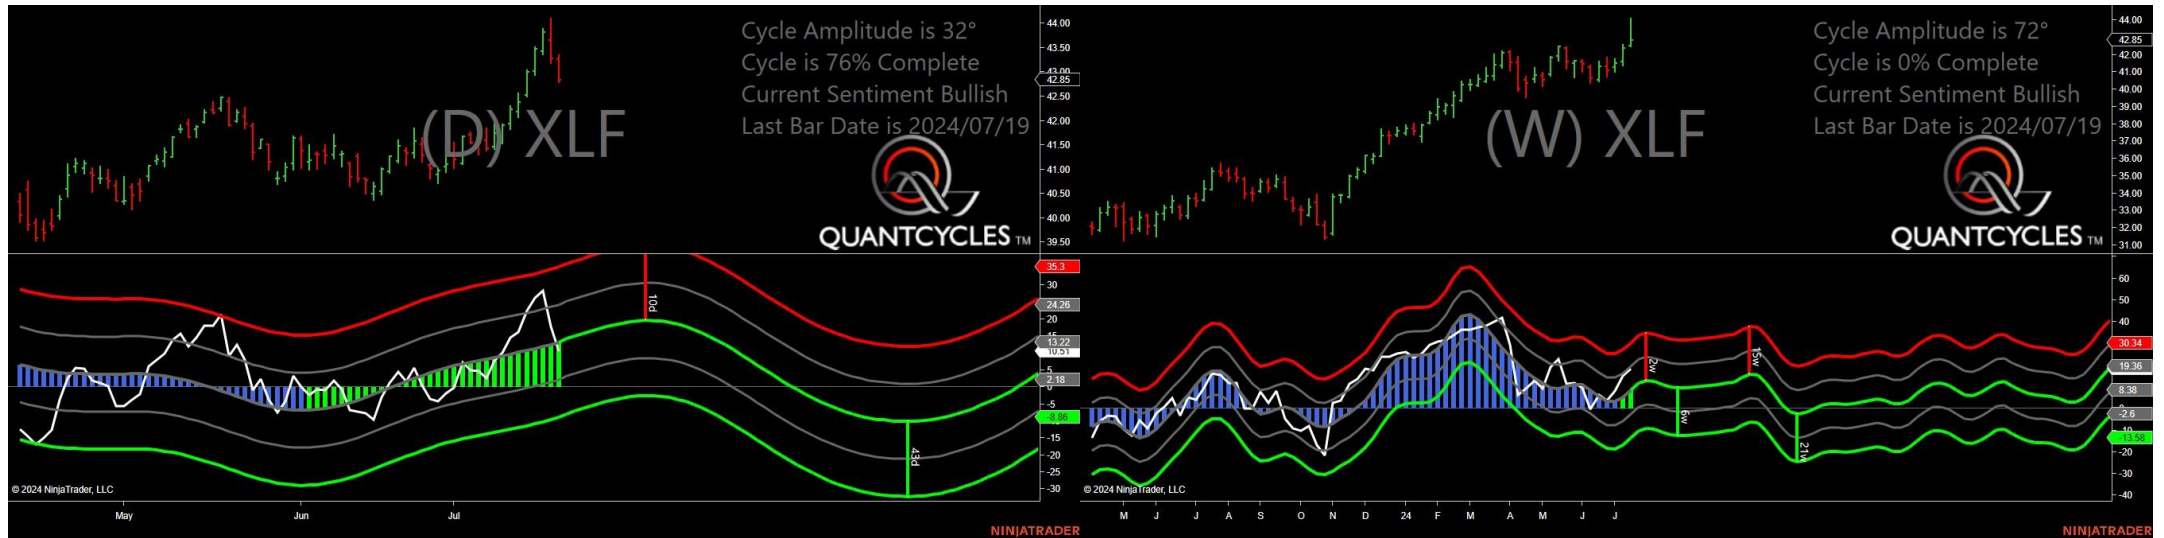 Cycle Amplitude is 32°
Cycle is 76% Complete
Current Sentiment Bullish
Last Bar Date is 2024/07/19
(D) XLF
QUANTCYCLES TM
44.00
43.50
43.00
42.85
42.50
42.00
41.50
41.00
40.50
40.00
39.50
35.3
30
24.26
20
15
13.22
10.51
5
2.18
-5
-8.86
-15
-20
-25
-30
10d
43d
© 2024 NinjaTrader, LLC
May
Jun
Jul
NINJATRADER
Cycle Amplitude is 72°
Cycle is 0% Complete
Current Sentiment Bullish
Last Bar Date is 2024/07/19
(W) XLF
QUANTCYCLES TM
44.00
42.85
42.00
41.00
40.00
39.00
38.00
37.00
36.00
35.00
34.00
33.00
32.00
31.00
60
50
40
30.34
19.36
8.38
-2.6
-10
-13.58
-20
-30
-40
2w
15w
6w
21w
© 2024 NinjaTrader, LLC
M
J
J
A
S
O
N
D
24
F
M
A
M
J
J
NINJATRADER